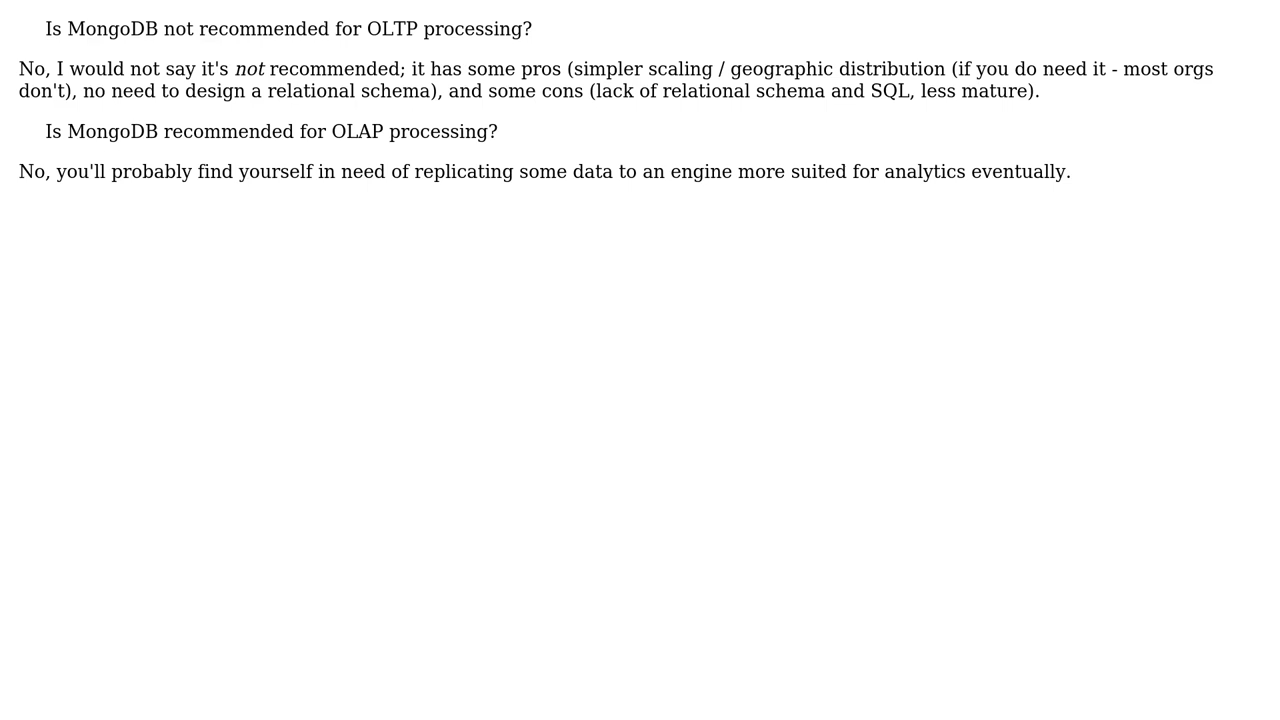 Is MongoDB not recommended for OLTP processing?
No, I would not say it's not recommended; it has some pros (simpler scaling / geographic distribution (if you do need it - most orgs
don't), no need to design a relational schema), and some cons (lack of relational schema and SQL, less mature).
Is MongoDB recommended for OLAP processing?
No, you'll probably find yourself in need of replicating some data to an engine more suited for analytics eventually.